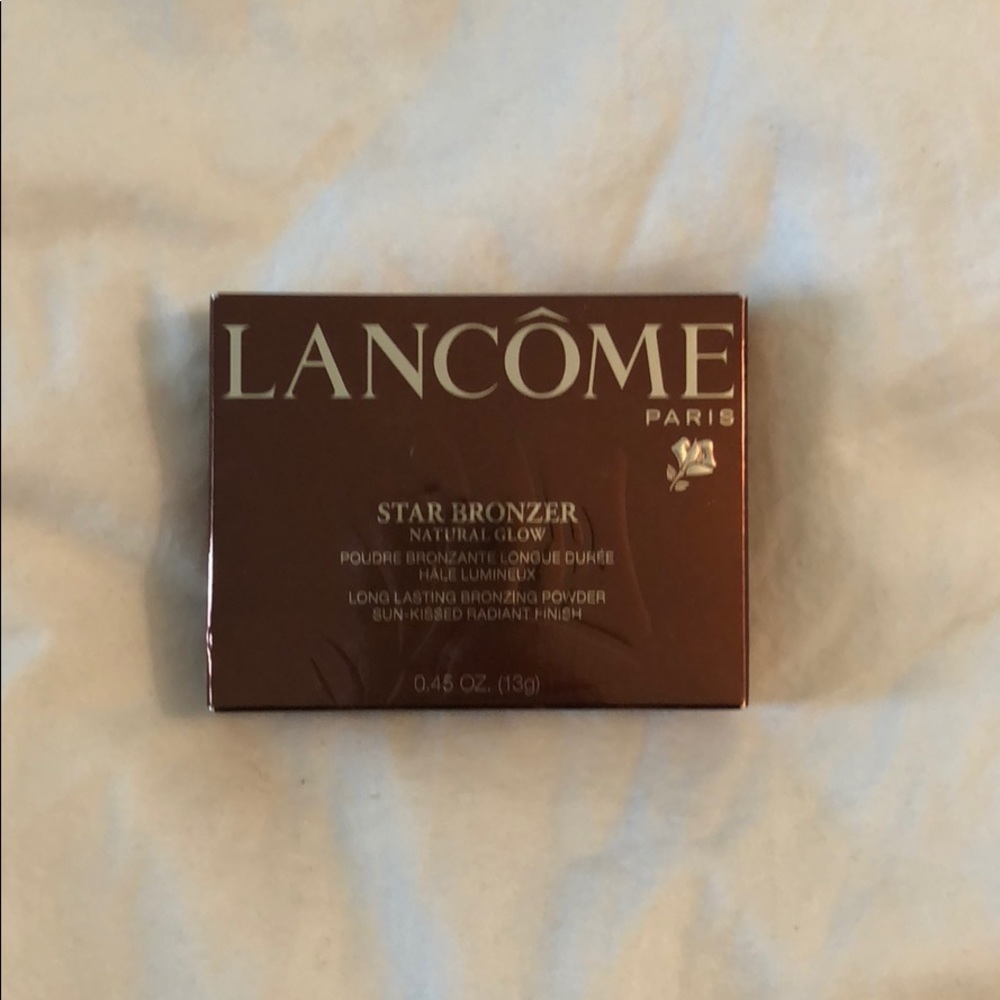 LANCÔME
PARIS
STAR BRONZER
NATURAL GLOW
POUDRE BRONZANTE LONGUE DURÉE
HÂLE LUMINEUX
LONG LASTING BRONZING POWDER
SUN-KISSED RADIANT FINISH
0.45 OZ. (13g)